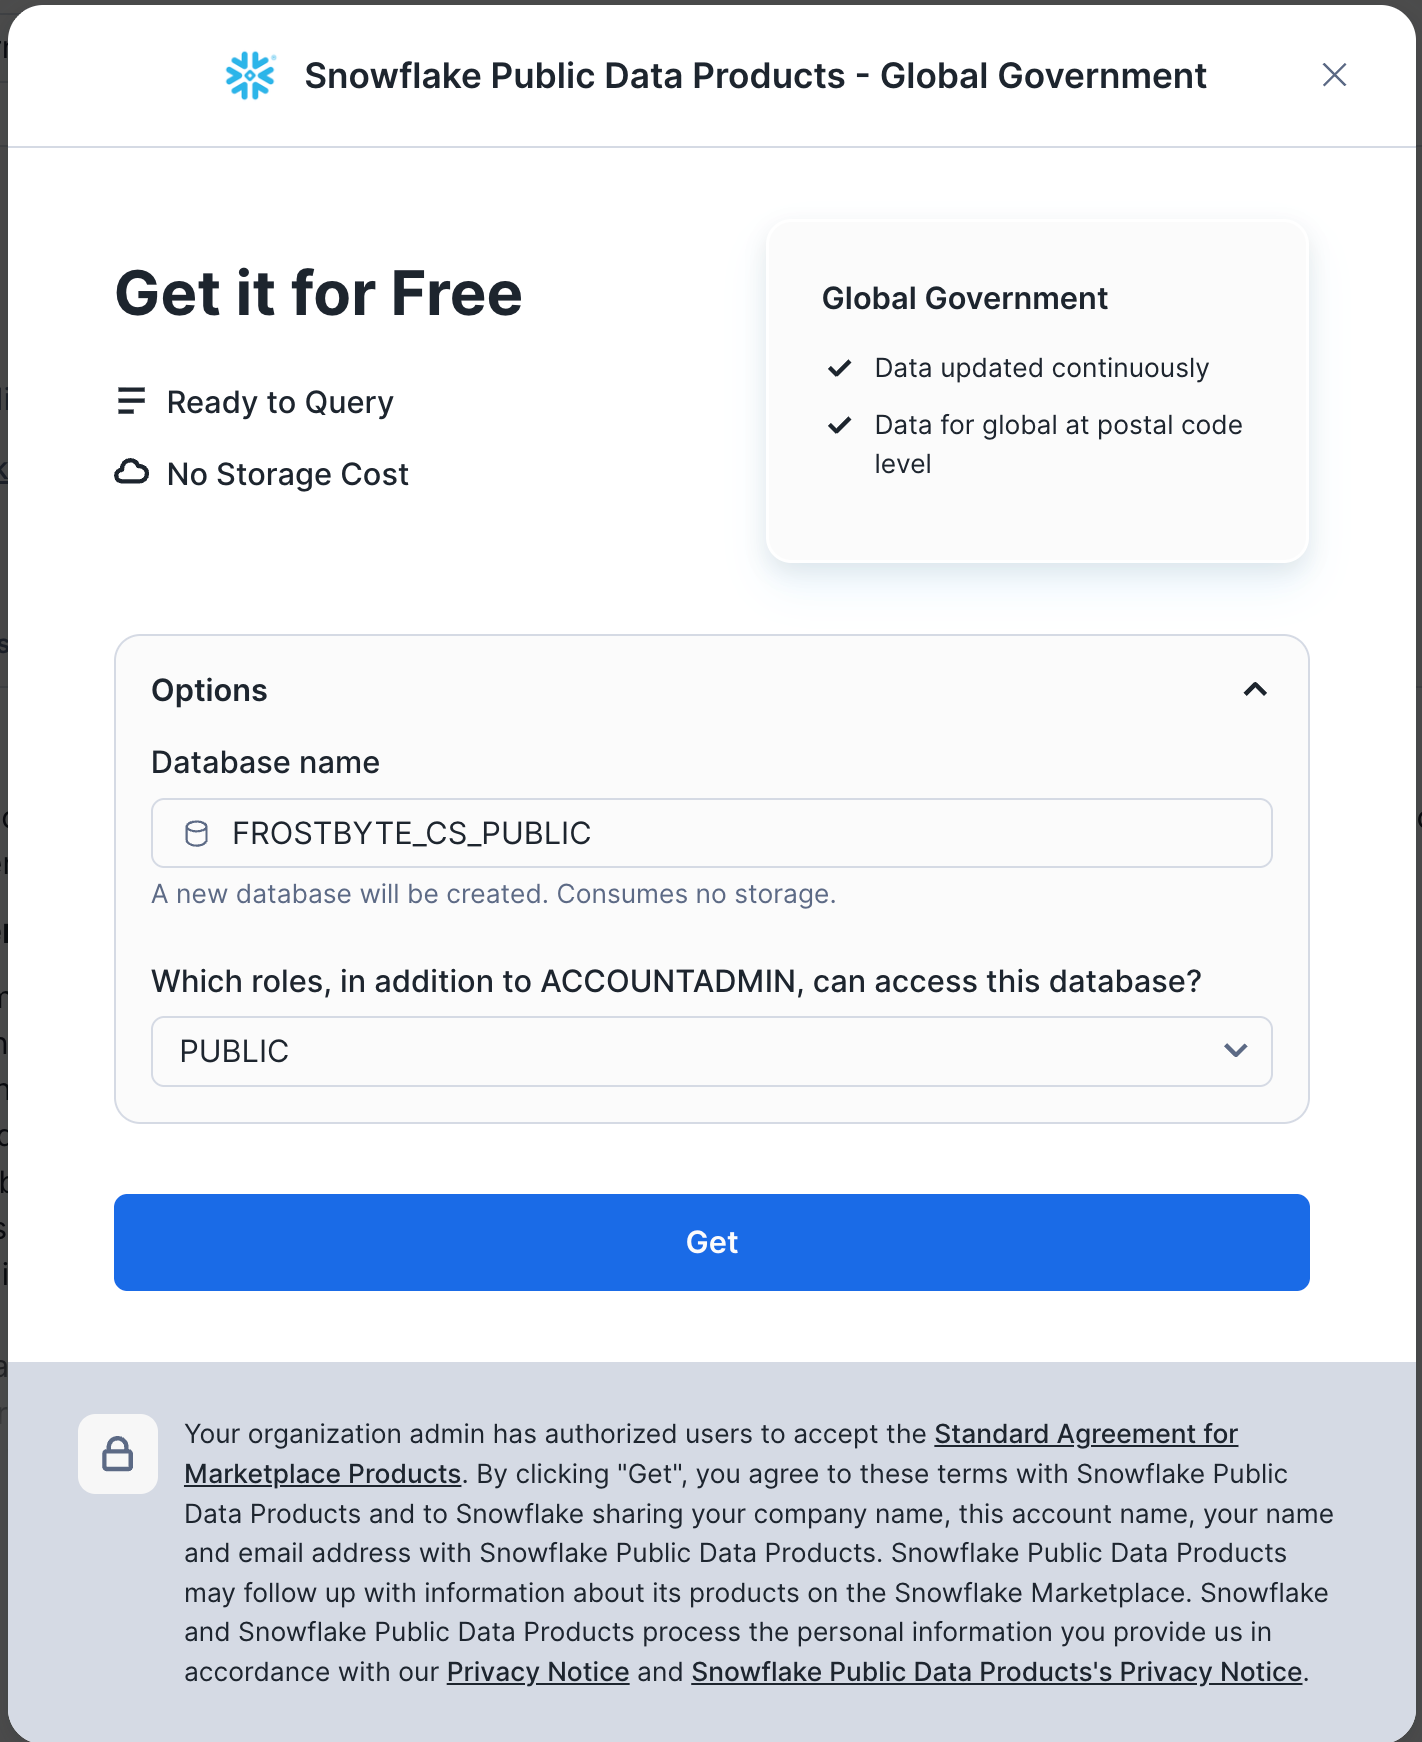 Snowflake Public Data Products - Global Government
Get it for Free
Ready to Query
No Storage Cost
Global Government
Data updated continuously
Data for global at postal code
level
Options
Database name
FROSTBYTE_CS_PUBLIC
A new database will be created. Consumes no storage.
Which roles, in addition to ACCOUNTADMIN, can access this database?
PUBLIC
Get
Your organization admin has authorized users to accept the Standard Agreement for
Marketplace Products. By clicking "Get", you agree to these terms with Snowflake Public
Data Products and to Snowflake sharing your company name, this account name, your name
and email address with Snowflake Public Data Products. Snowflake Public Data Products
may follow up with information about its products on the Snowflake Marketplace. Snowflake
and Snowflake Public Data Products process the personal information you provide us in
accordance with our Privacy Notice and Snowflake Public Data Products's Privacy Notice.